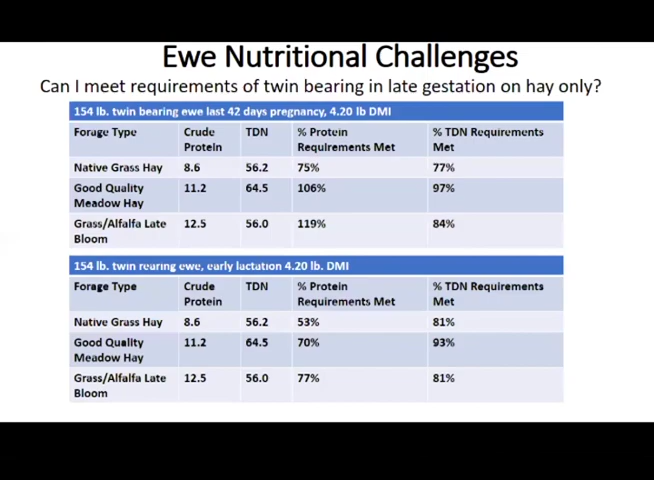 Ewe Nutritional Challenges
Can I meet requirements of twin bearing in late gestation on hay only?
154 lb. twin bearing ewe last 42 days pregnancy, 4.20 lb DMI
Forage Type Crude Protein TDN % Protein Requirements Met % TDN Requirements Met
Native Grass Hay 8.6 56.2 75% 77%
Good Quality Meadow Hay 11.2 64.5 106% 97%
Grass/Alfalfa Late Bloom 12.5 56.0 119% 84%
154 lb. twin rearing ewe, early lactation 4.20 lb. DMI
Forage Type Crude Protein TDN % Protein Requirements Met % TDN Requirements Met
Native Grass Hay 8.6 56.2 53% 81%
Good Quality Meadow Hay 11.2 64.5 70% 93%
Grass/Alfalfa Late Bloom 12.5 56.0 77% 81%